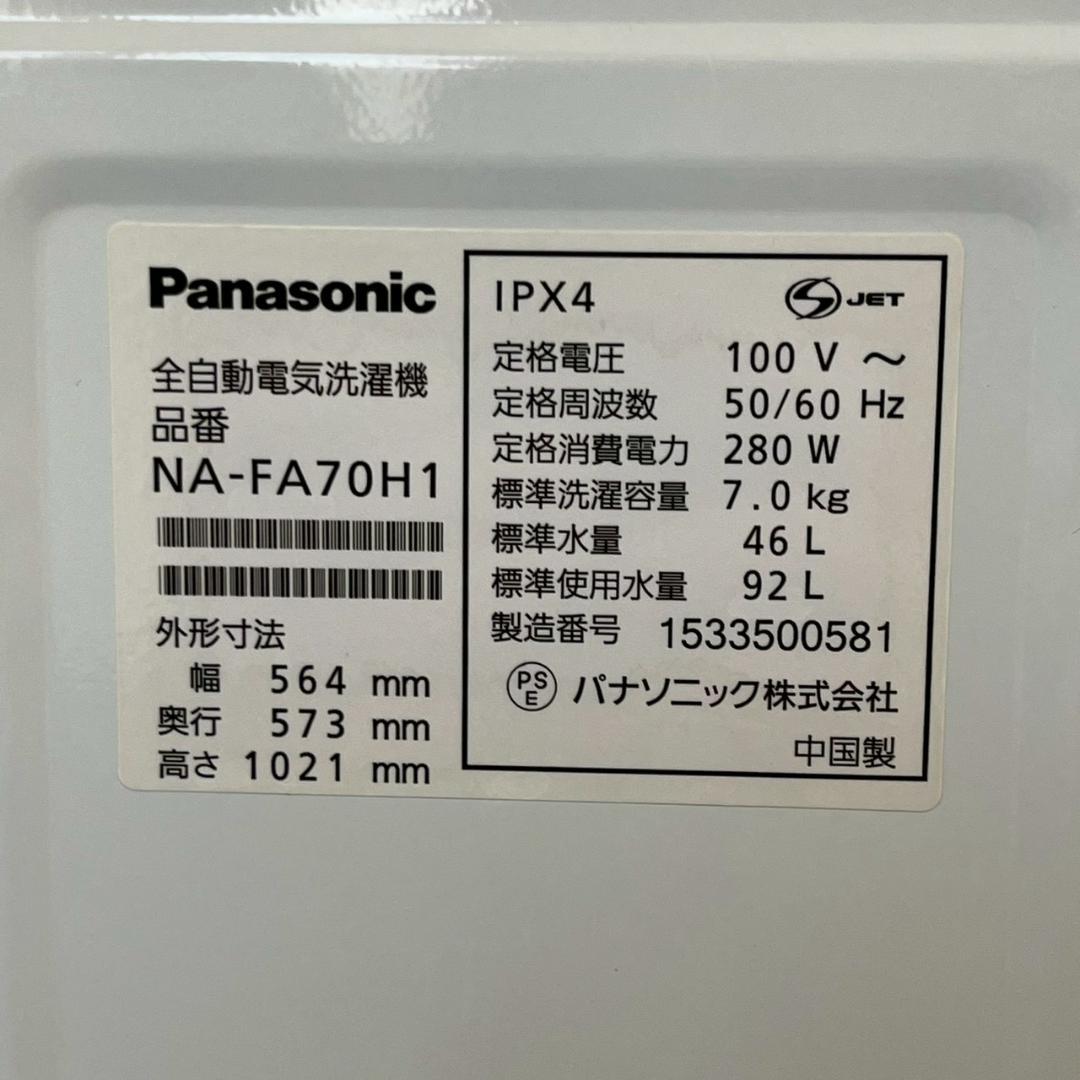 Panasonic
全自動電気洗濯機
品番
NA-FA70H1
外形寸法
幅 564 mm
奥行 573 mm
高さ 1021 mm
IPX4
S JET
定格電圧 100 V ～
定格周波数 50/60 Hz
定格消費電力 280 W
標準洗濯容量 7.0 kg
標準水量 46 L
標準使用水量 92 L
製造番号 1533500581
PSE パナソニック株式会社
中国製